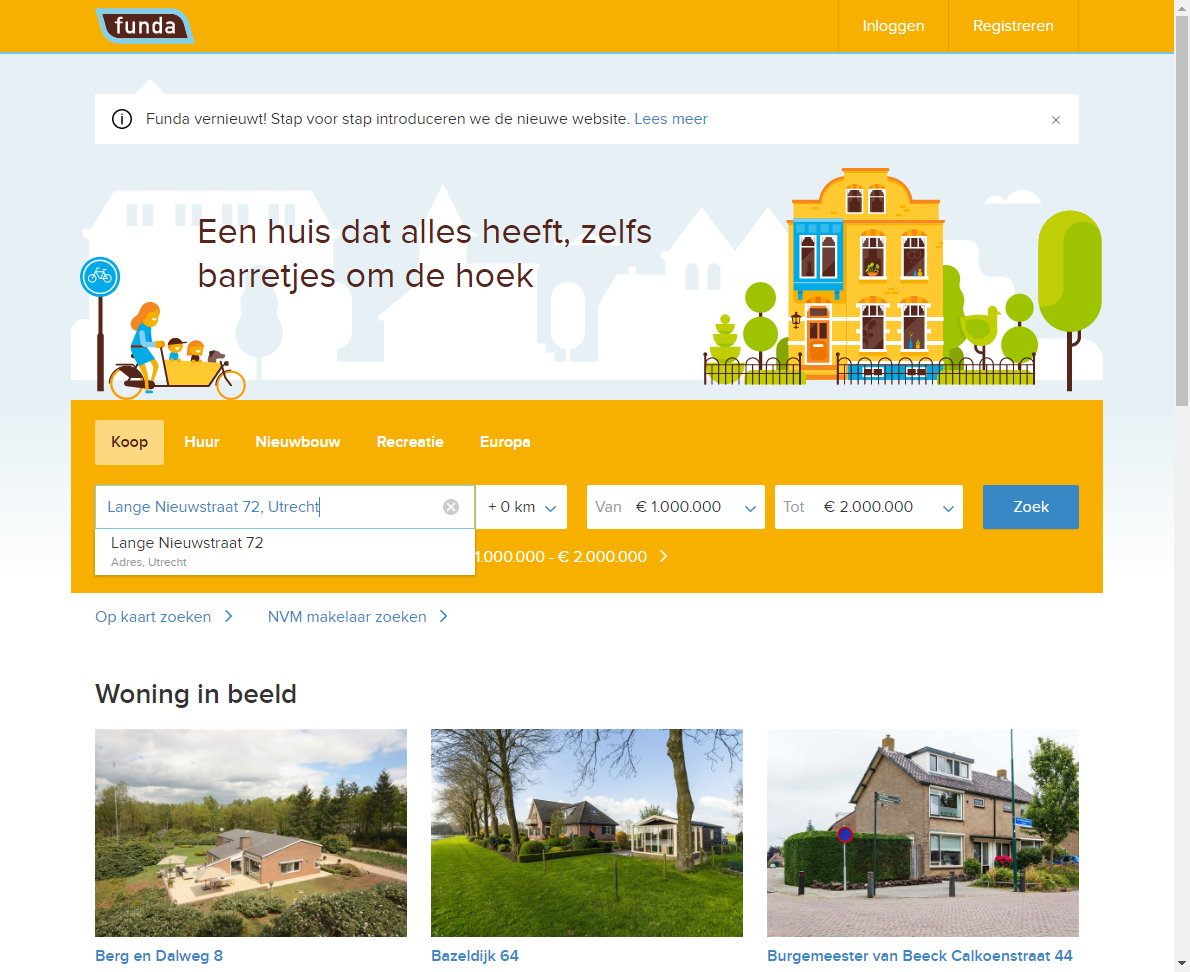 funda
Inloggen
Registreren
Funda vernieuwt! Stap voor stap introduceren we de nieuwe website. Lees meer
Een huis dat alles heeft, zelfs
barretjes om de hoek
Koop
Huur
Nieuwbouw
Recreatie
Europa
Lange Nieuwstraat 72, Utrecht
+ 0 km
Van € 1.000.000
Tot € 2.000.000
Zoek
Lange Nieuwstraat 72
Adres, Utrecht
1.000.000 - € 2.000.000
Op kaart zoeken
NVM makelaar zoeken
Woning in beeld
Berg en Dalweg 8
Bazeldijk 64
Burgemeester van Beeck Calkoenstraat 44